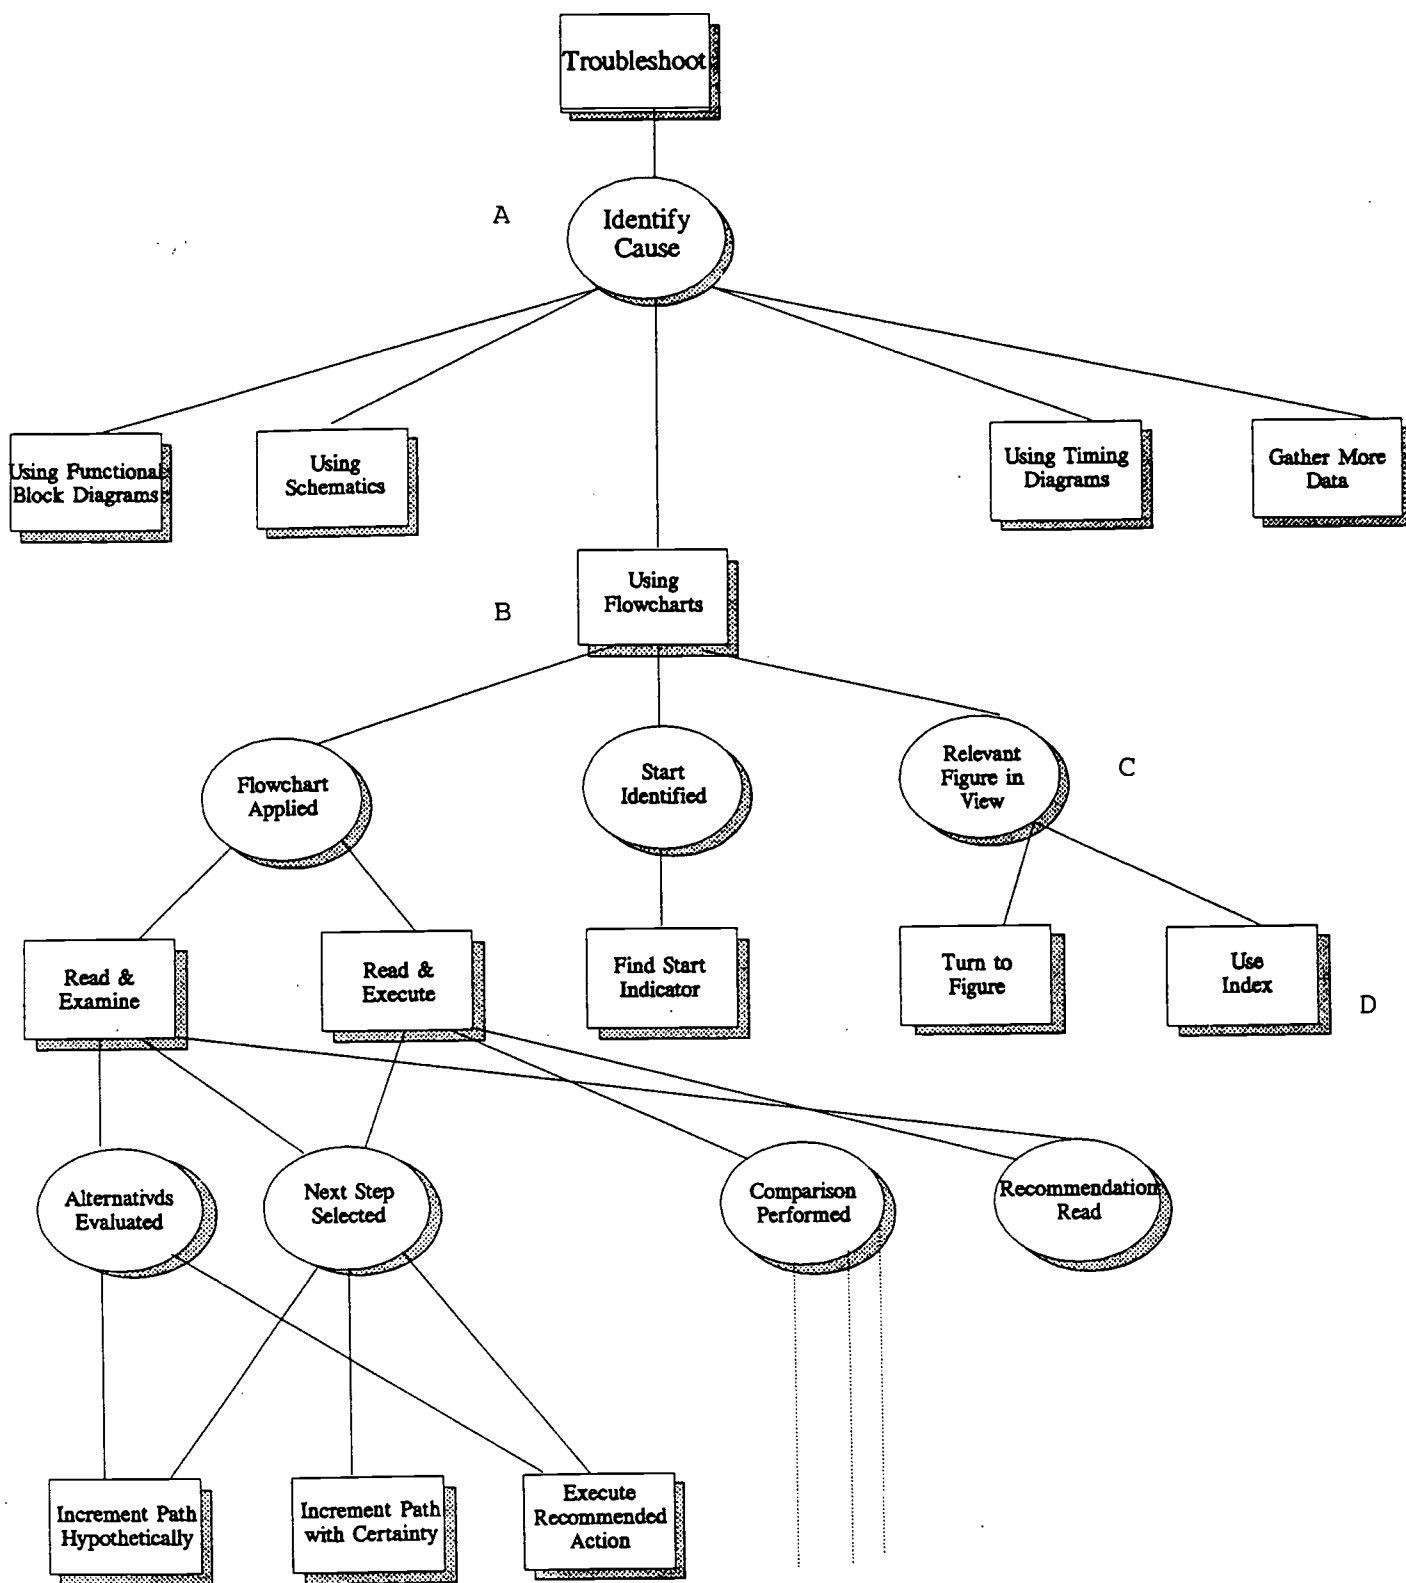 Troubleshoot
A
Identify
Cause
Using Functional
Block Diagrams
Using
Schematics
Using Timing
Diagrams
Gather More
Data
B
Using
Flowcharts
Flowchart
Applied
Start
Identified
Relevant
Figure in
View
C
Read &
Examine
Read &
Execute
Find Start
Indicator
Turn to
Figure
Use
Index
D
Alternativds
Evaluated
Next Step
Selected
Comparison
Performed
Recommendation
Read
Increment Path
Hypothetically
Increment Path
with Certainty
Execute
Recommended
Action